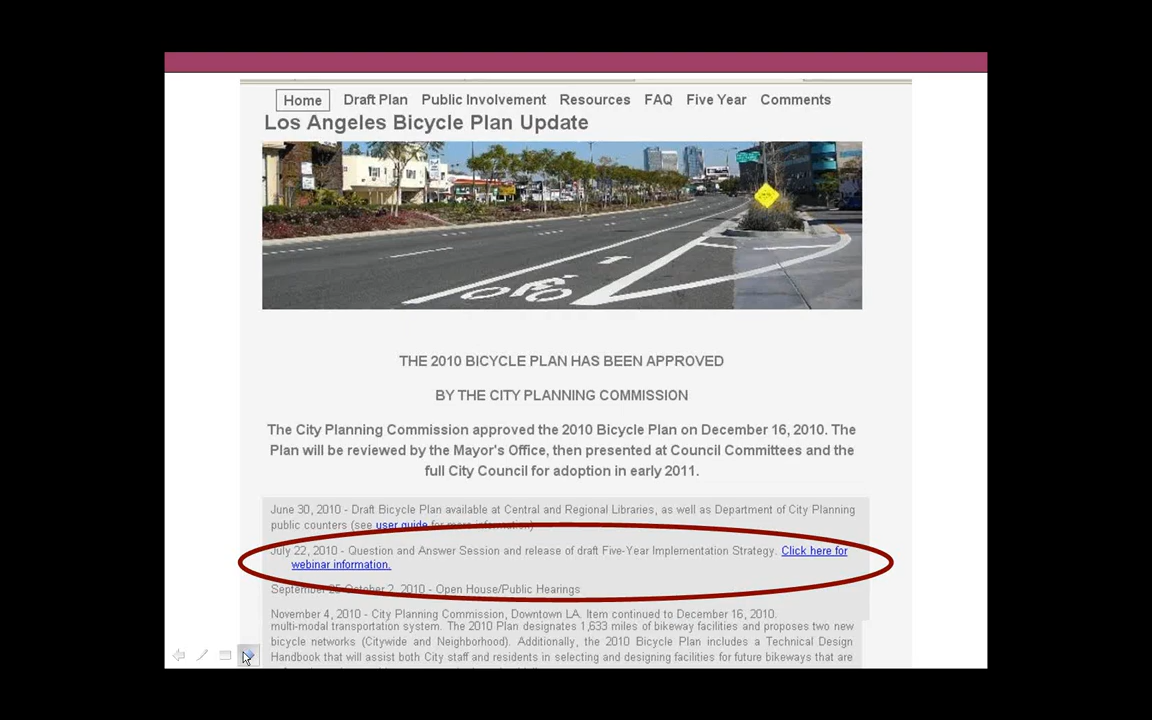 Home Draft Plan Public Involvement Resources FAQ Five Year Comments
Los Angeles Bicycle Plan Update
THE 2010 BICYCLE PLAN HAS BEEN APPROVED
BY THE CITY PLANNING COMMISSION
The City Planning Commission approved the 2010 Bicycle Plan on December 16, 2010. The
Plan will be reviewed by the Mayor's Office, then presented at Council Committees and the
full City Council for adoption in early 2011.
June 30, 2010 - Draft Bicycle Plan available at Central and Regional Libraries, as well as Department of City Planning
public counters (see user guide for more information)
July 22, 2010 - Question and Answer Session and release of draft Five-Year Implementation Strategy. Click here for
webinar information.
September 25-October 2, 2010 - Open House/Public Hearings
November 4, 2010 - City Planning Commission, Downtown LA. Item continued to December 16, 2010.
multi-modal transportation system. The 2010 Plan designates 1,633 miles of bikeway facilities and proposes two new
bicycle networks (Citywide and Neighborhood). Additionally, the 2010 Bicycle Plan includes a Technical Design
Handbook that will assist both City staff and residents in selecting and designing facilities for future bikeways that are